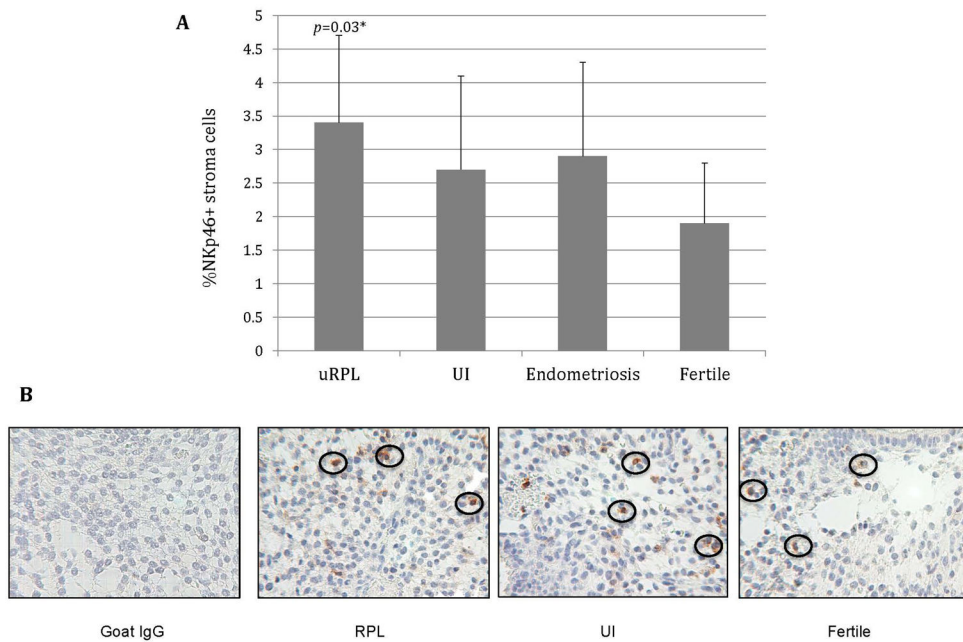 A
p=0.03*
%NKp46+ stroma cells
5
4.5
4
3.5
3
2.5
2
1.5
1
0.5
0
uRPL UI Endometriosis Fertile
B
Goat IgG RPL UI Fertile